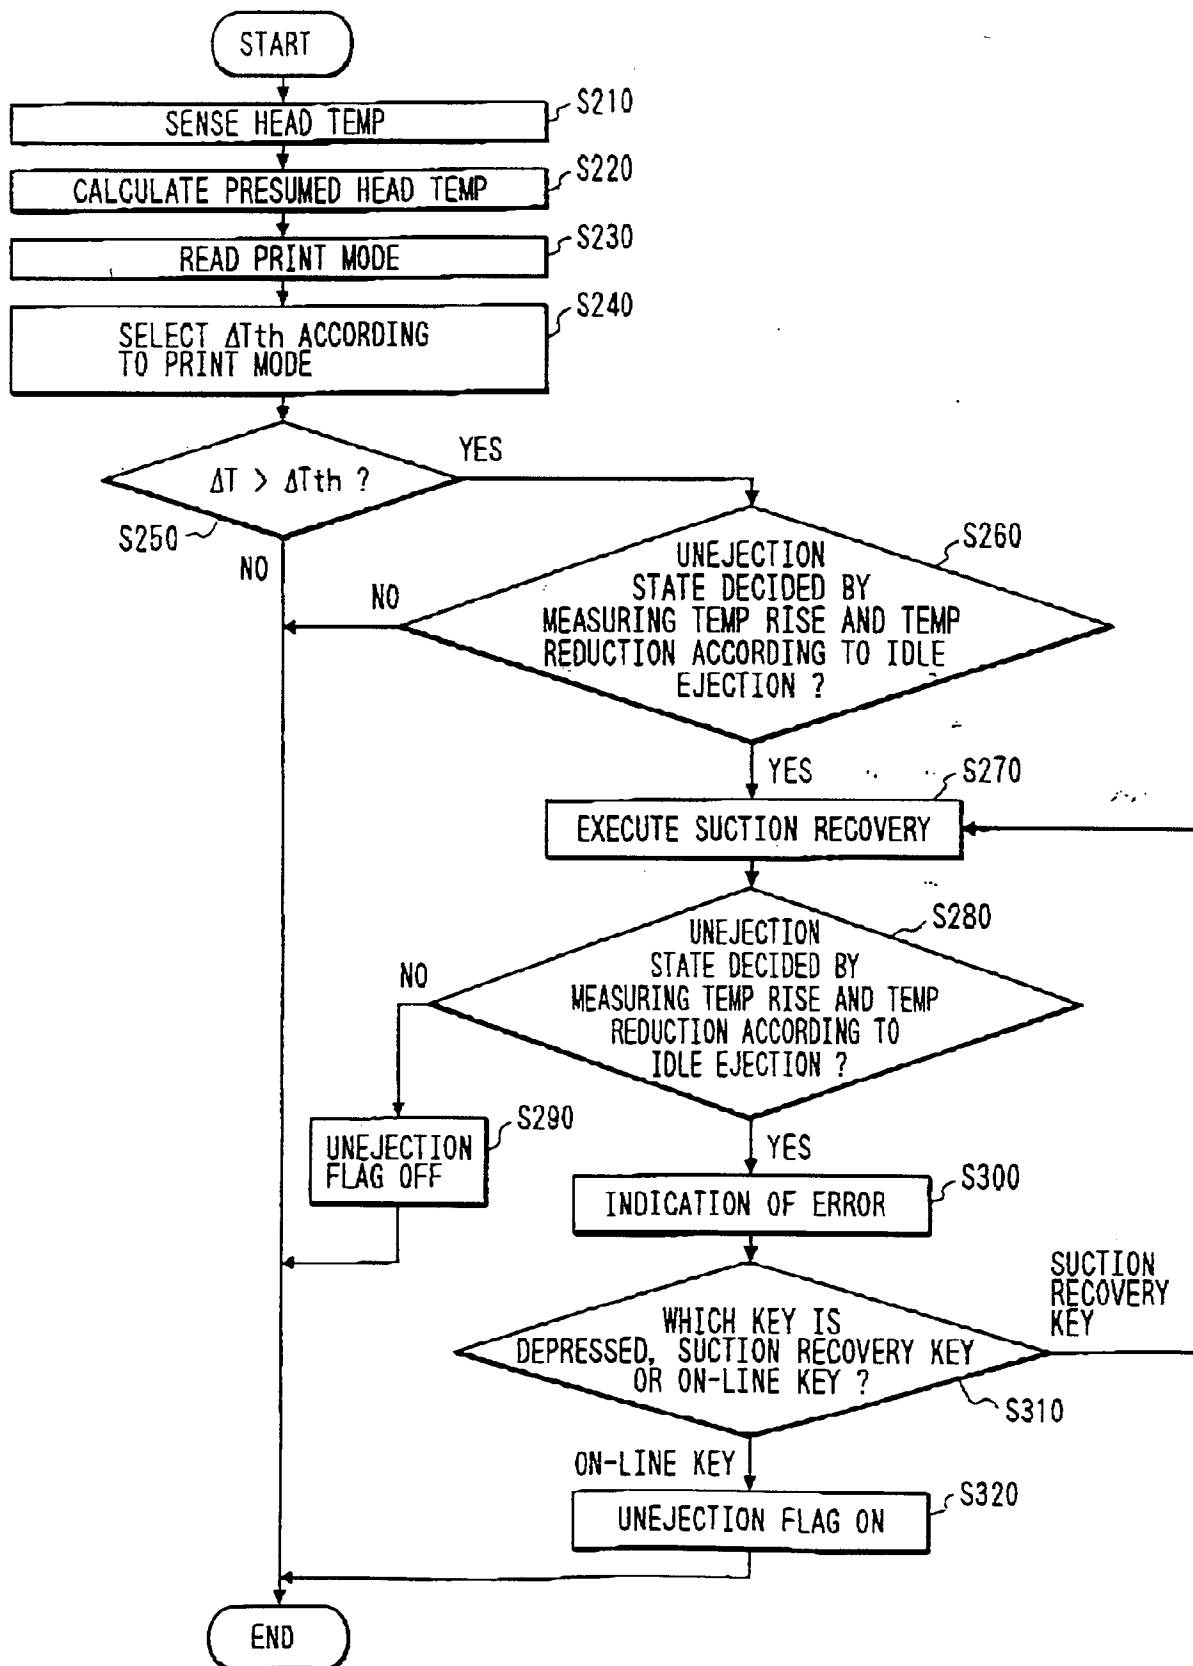 START
S210
SENSE HEAD TEMP
S220
CALCULATE PRESUMED HEAD TEMP
S230
READ PRINT MODE
S240
SELECT ΔTth ACCORDING
TO PRINT MODE
YES
ΔT > ΔTth ?
S250
NO
S260
UNEJECTION
STATE DECIDED BY
MEASURING TEMP RISE AND TEMP
REDUCTION ACCORDING TO IDLE
EJECTION ?
NO
YES
S270
EXECUTE SUCTION RECOVERY
S280
UNEJECTION
STATE DECIDED BY
MEASURING TEMP RISE AND TEMP
REDUCTION ACCORDING TO
IDLE EJECTION ?
NO
S290
UNEJECTION
FLAG OFF
YES
S300
INDICATION OF ERROR
SUCTION
RECOVERY
KEY
WHICH KEY IS
DEPRESSED, SUCTION RECOVERY KEY
OR ON-LINE KEY ?
S310
ON-LINE KEY
S320
UNEJECTION FLAG ON
END